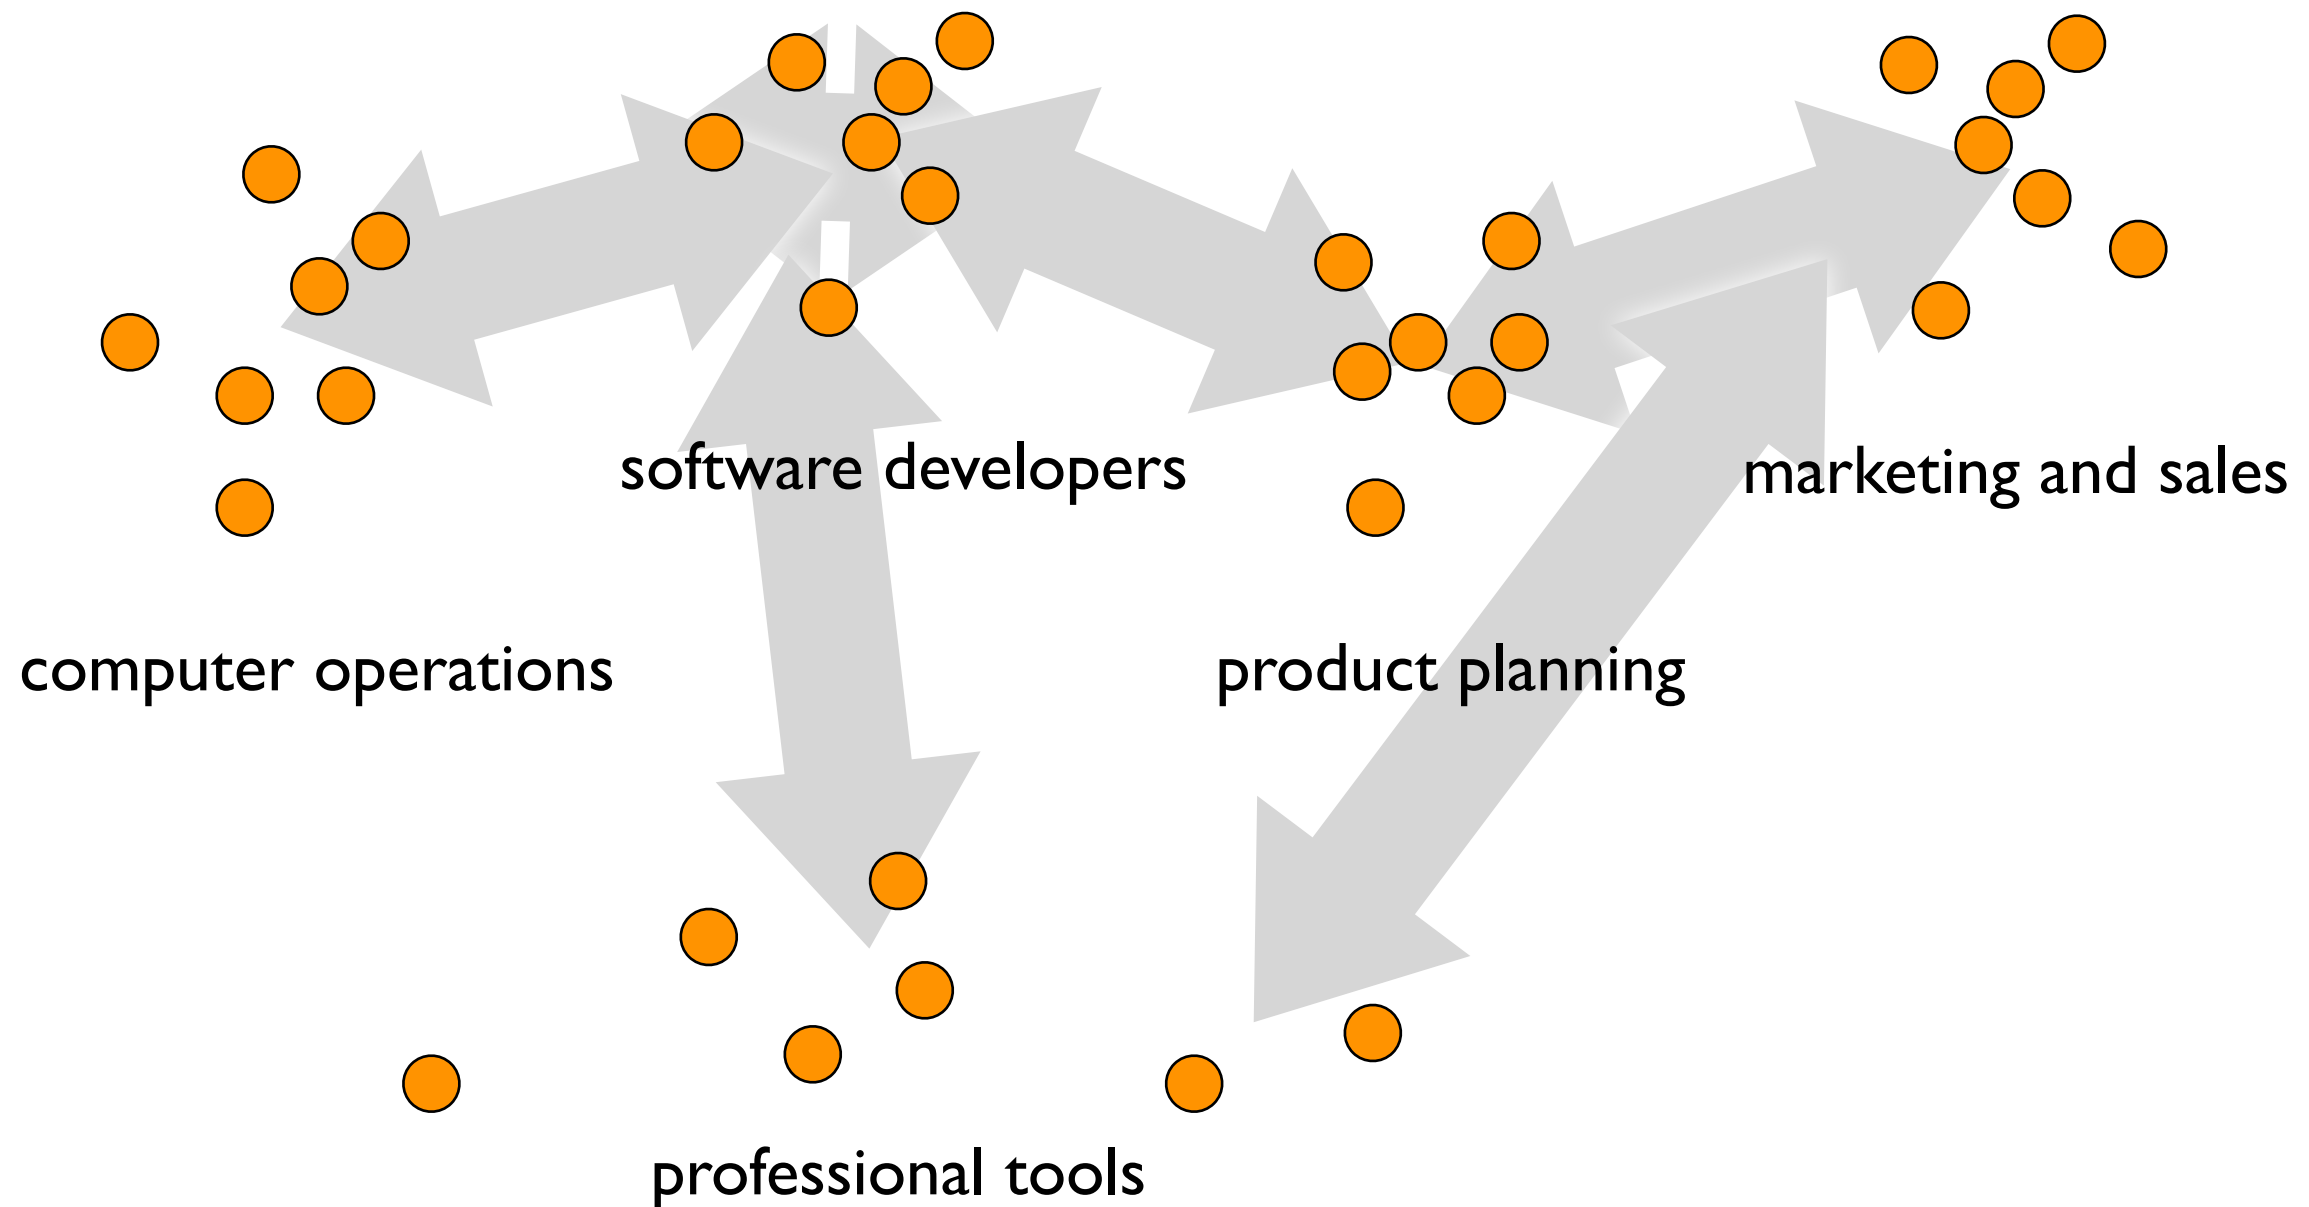 software developers
marketing and sales
computer operations
product planning
professional tools